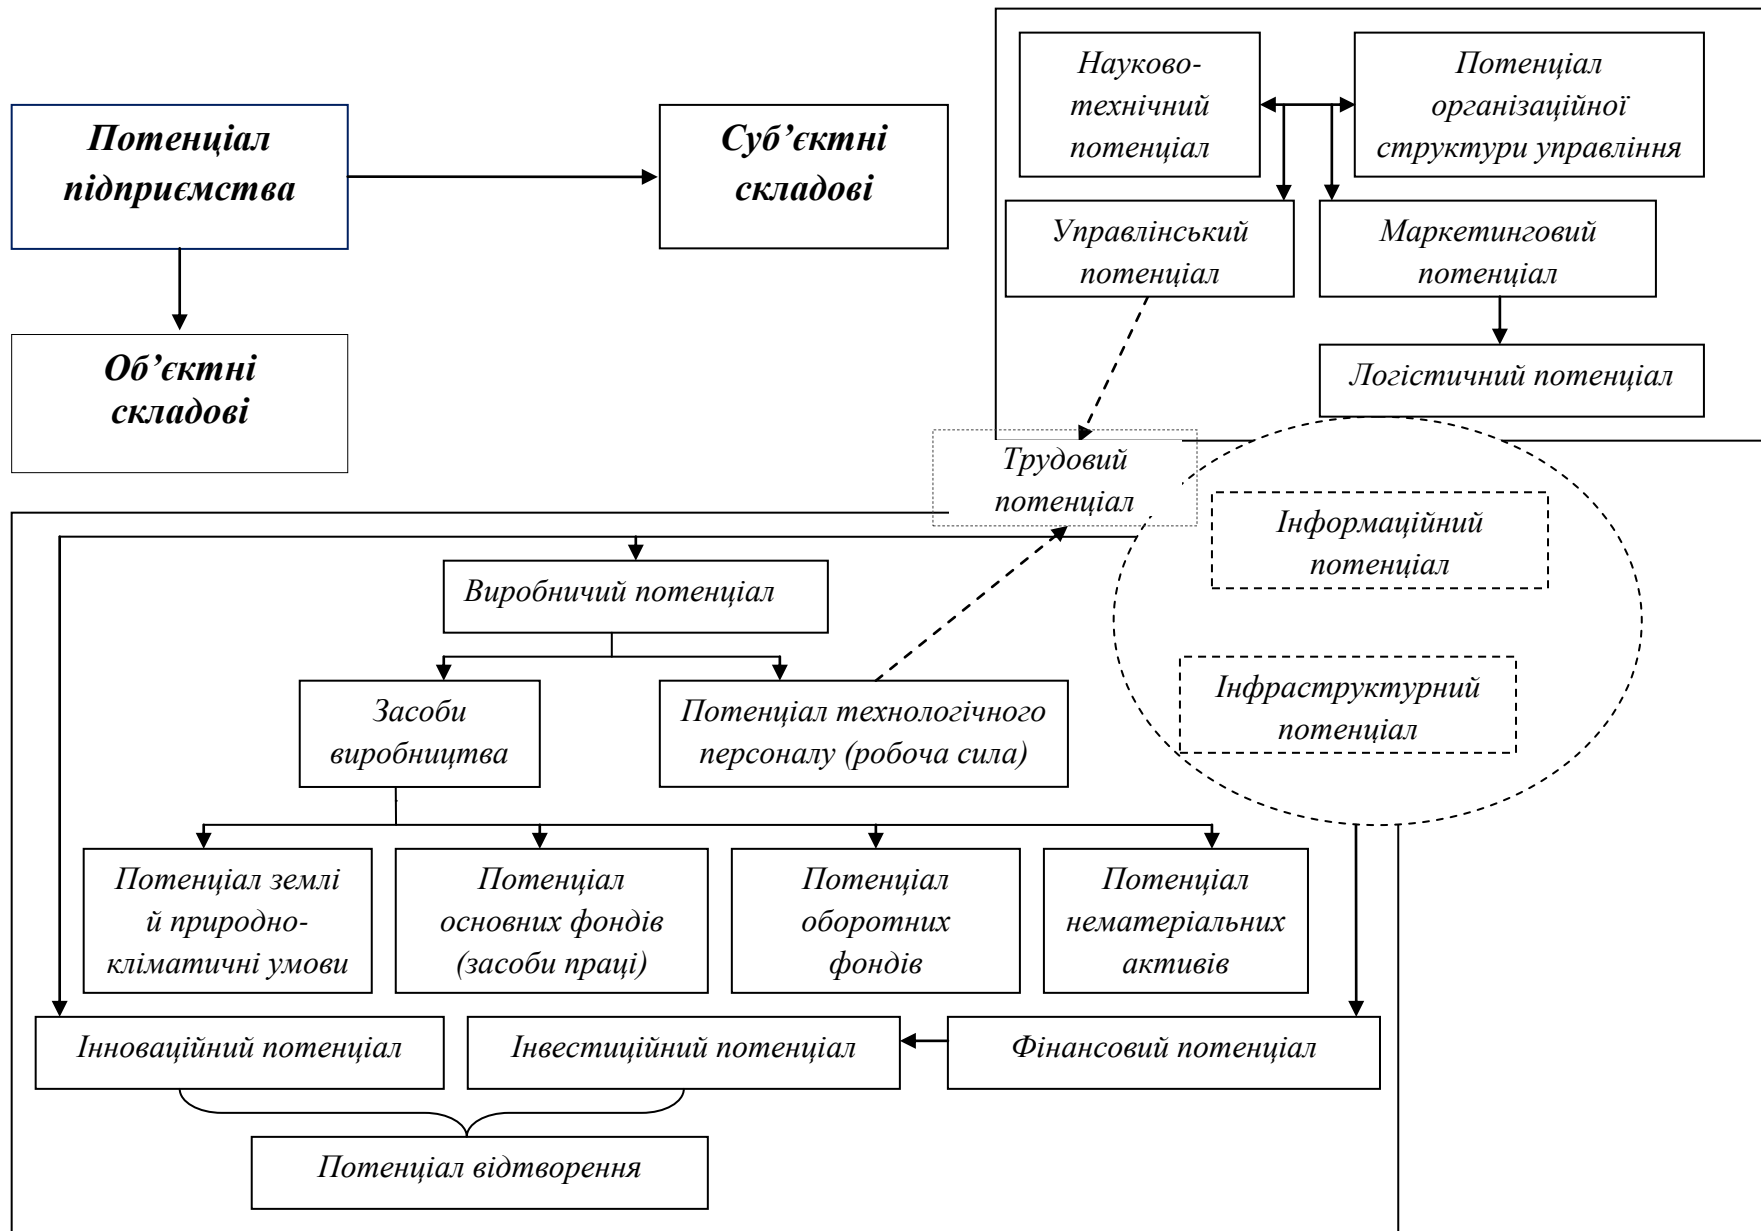 Потенціал
підприємства
Суб’єктні
складові
Об’єктні
складові
Науково-
технічний
потенціал
Потенціал
організаційної
структури управління
Управлінський
потенціал
Маркетинговий
потенціал
Логістичний потенціал
Трудовий
потенціал
Інформаційний
потенціал
Інфраструктурний
потенціал
Виробничий потенціал
Засоби
виробництва
Потенціал технологічного
персоналу (робоча сила)
Потенціал землі
й природно-
кліматичні умови
Потенціал
основних фондів
(засоби праці)
Потенціал
оборотних
фондів
Потенціал
нематеріальних
активів
Інноваційний потенціал
Інвестиційний потенціал
Фінансовий потенціал
Потенціал відтворення